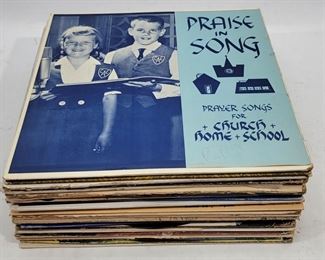 PRAISE
IN
SONG
PRAYER SONGS
FOR
+ CHURCH +
HOME + SCHOOL